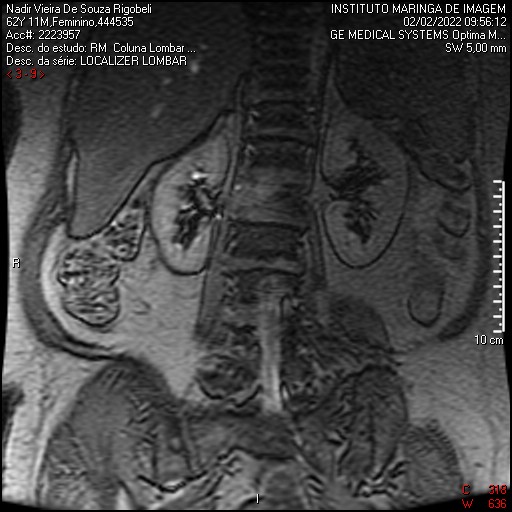 Nadir Vieira De Souza Rigobeli
62Y 11M,Feminino,444535
Acc#: 2223957
Desc. do estudo: RM  Coluna Lombar ...
Desc. da série: LOCALIZER LOMBAR
< 3 - 9 >
INSTITUTO MARINGA DE IMAGEM
02/02/2022 09:56:12
GE MEDICAL SYSTEMS Optima M...
SW 5,00 mm
R
10 cm
C 318
W 636